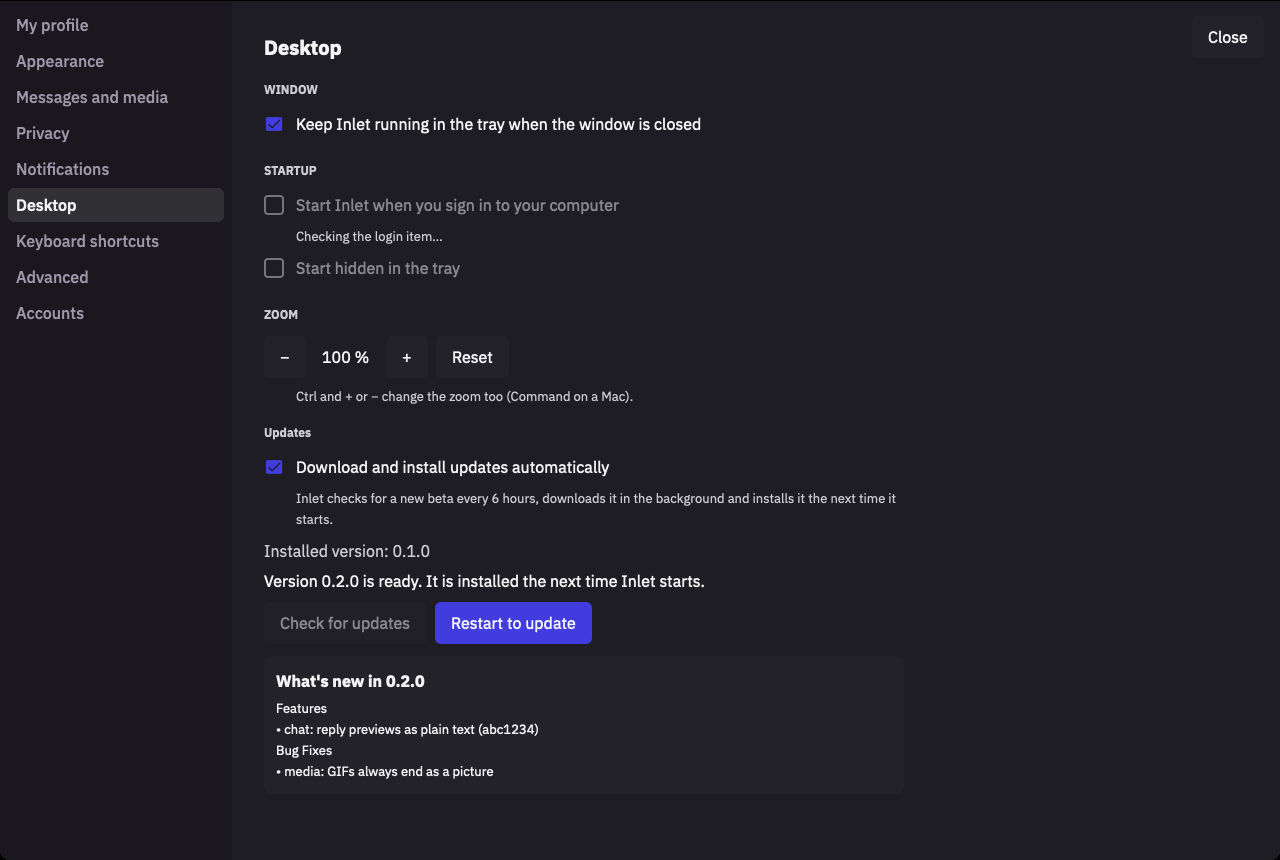 My profile
Appearance
Messages and media
Privacy
Notifications
Desktop
Keyboard shortcuts
Advanced
Accounts
Close
Desktop
WINDOW
Keep Inlet running in the tray when the window is closed
STARTUP
Start Inlet when you sign in to your computer
Checking the login item…
Start hidden in the tray
ZOOM
− 100 % + Reset
Ctrl and + or − change the zoom too (Command on a Mac).
Updates
Download and install updates automatically
Inlet checks for a new beta every 6 hours, downloads it in the background and installs it the next time it
starts.
Installed version: 0.1.0
Version 0.2.0 is ready. It is installed the next time Inlet starts.
Check for updates Restart to update
What's new in 0.2.0
Features
• chat: reply previews as plain text (abc1234)
Bug Fixes
• media: GIFs always end as a picture